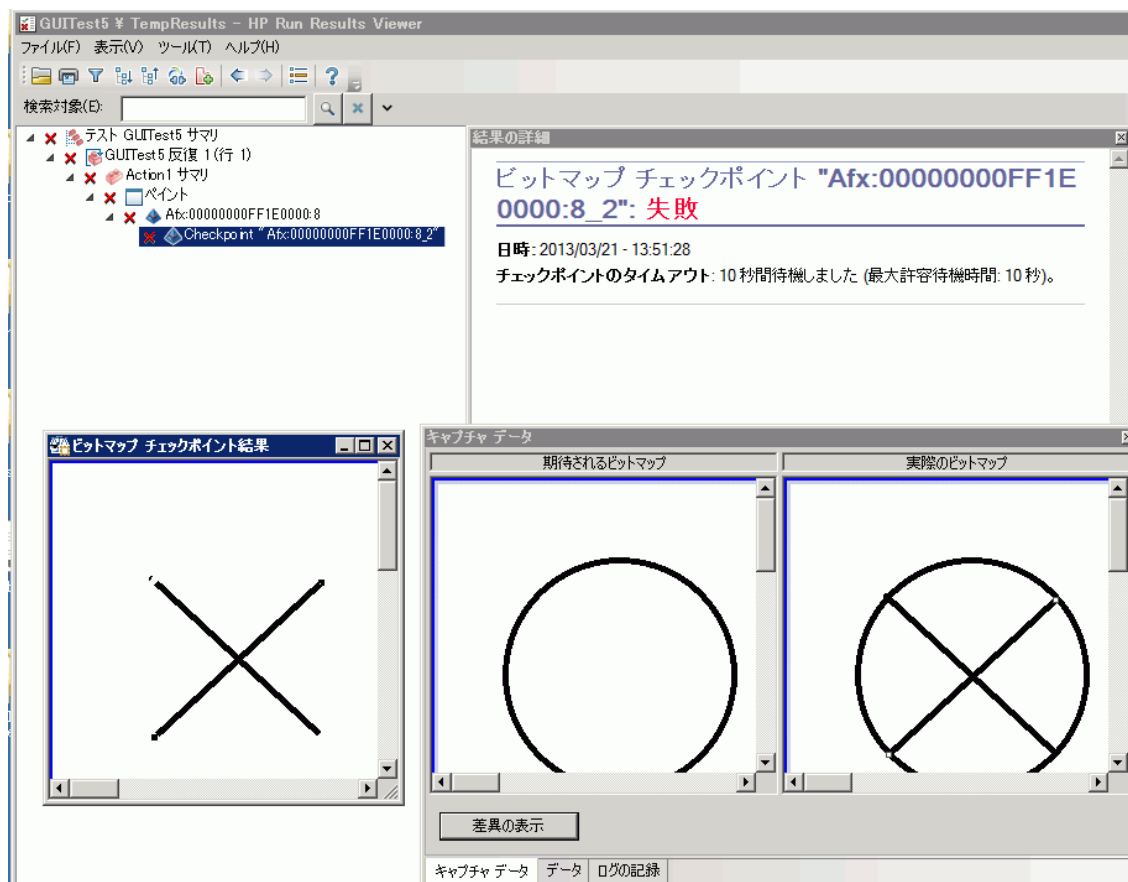 GUITest5 ¥ TempResults - HP Run Results Viewer
ファイル(F) 表示(V) ツール(T) ヘルプ(H)
検索対象(E):
テスト GUITest5 サマリ
GUITest5 反復 1 (行 1)
Action1 サマリ
ペイント
Afx:00000000FF1E0000:8
Checkpoint "Afx:00000000FF1E0000:8_2"
結果の詳細
ビットマップ チェックポイント "Afx:00000000FF1E
0000:8_2": 失敗
日時: 2013/03/21 - 13:51:28
チェックポイントのタイムアウト: 10 秒間待機しました (最大許容待機時間: 10 秒)。
ビットマップ チェックポイント結果
キャプチャ データ
期待されるビットマップ
実際のビットマップ
差異の表示
キャプチャ データ データ ログの記録